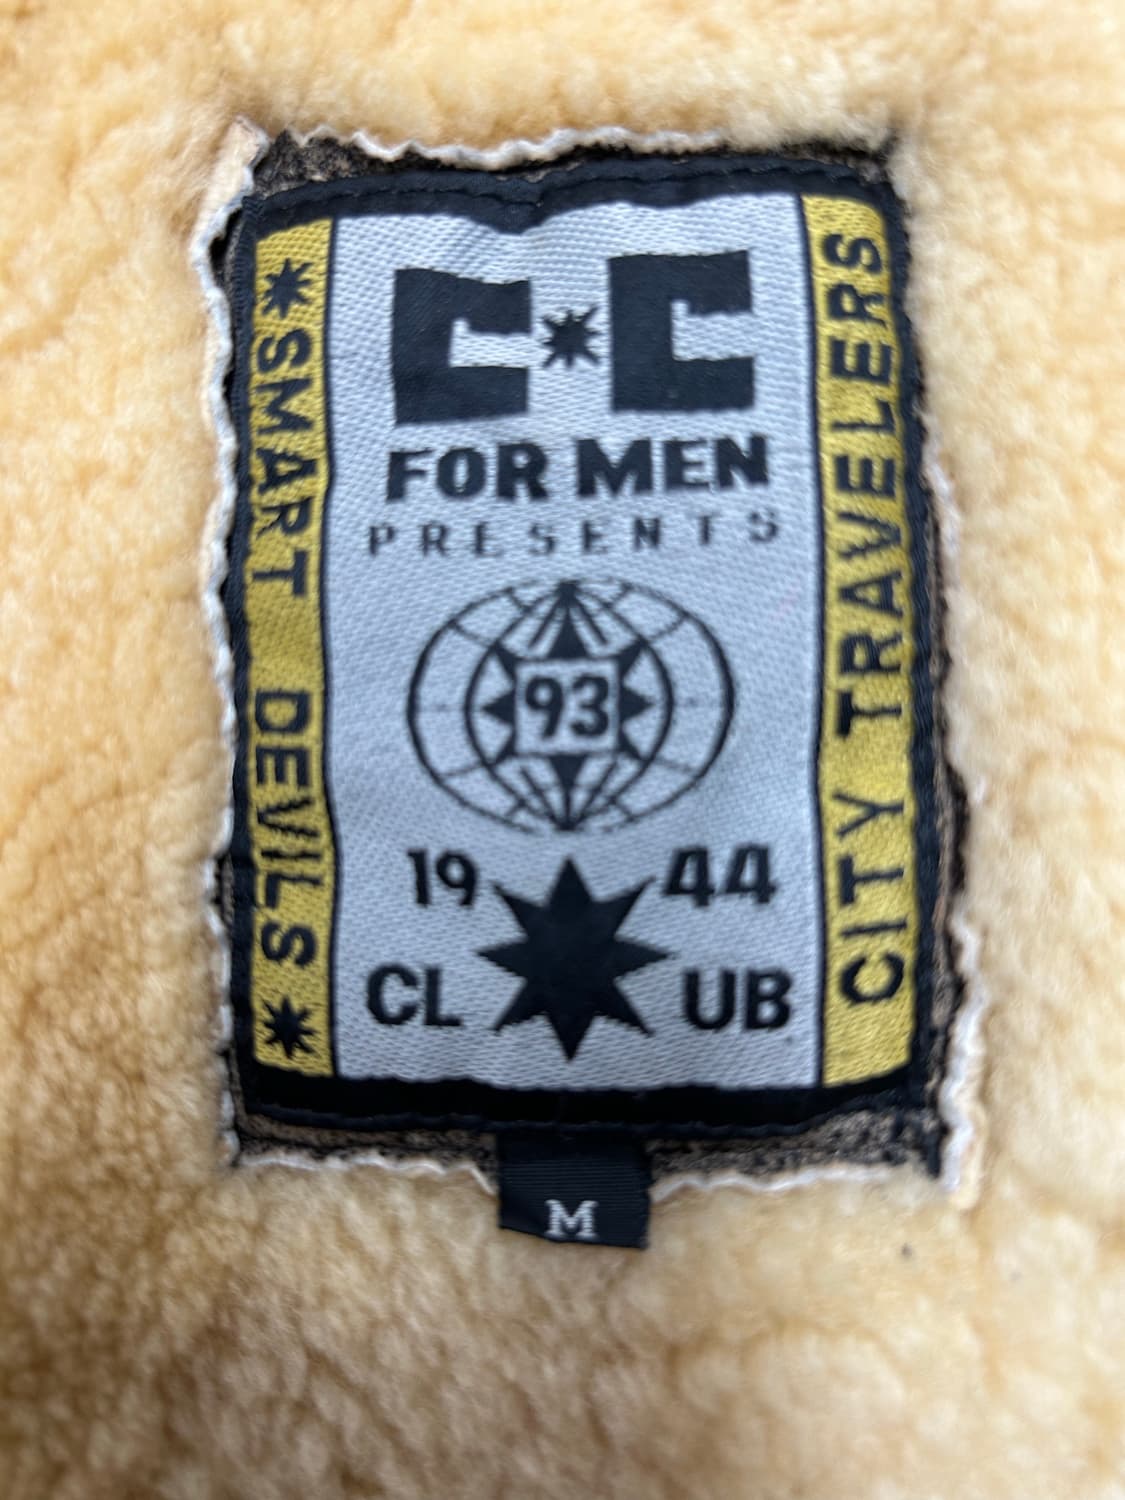 C*C
FOR MEN
PRESENTS
93
19 44
CL UB
*SMART DEVILS*
CITY TRAVELERS
M